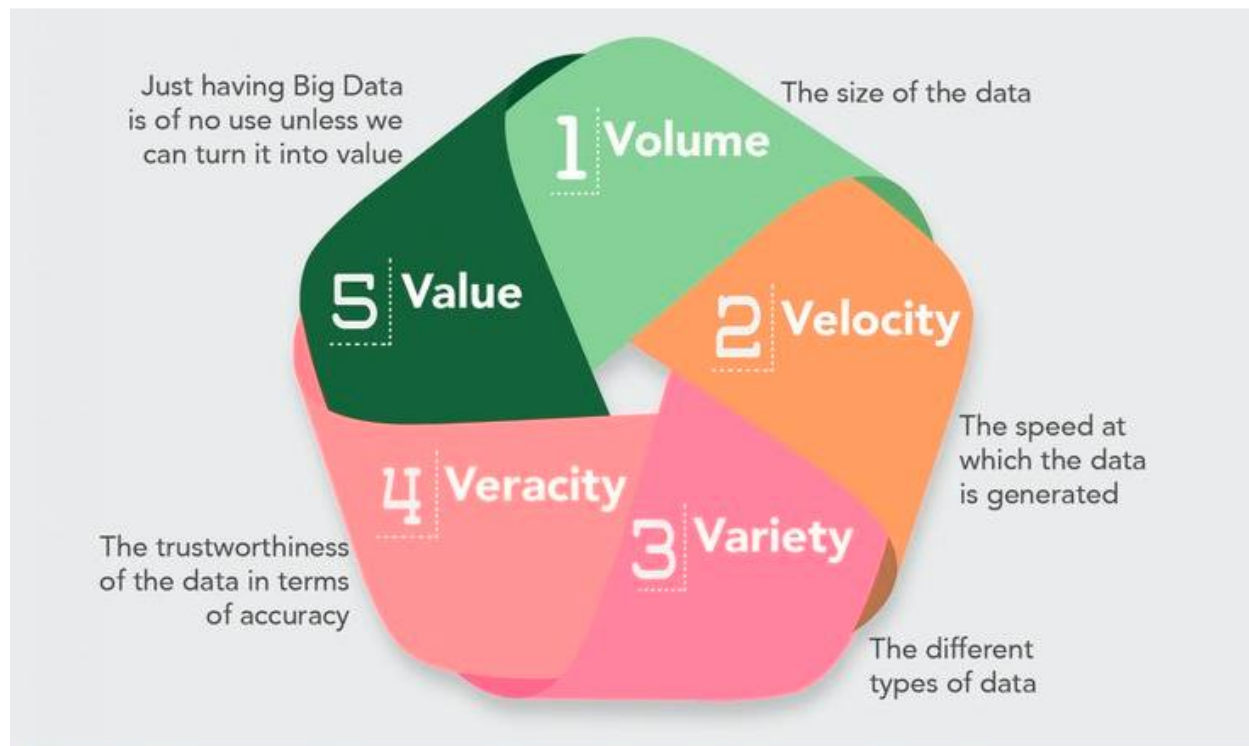 1 Volume
The size of the data
2 Velocity
The speed at
which the data
is generated
3 Variety
The different
types of data
4 Veracity
The trustworthiness
of the data in terms
of accuracy
5 Value
Just having Big Data
is of no use unless we
can turn it into value